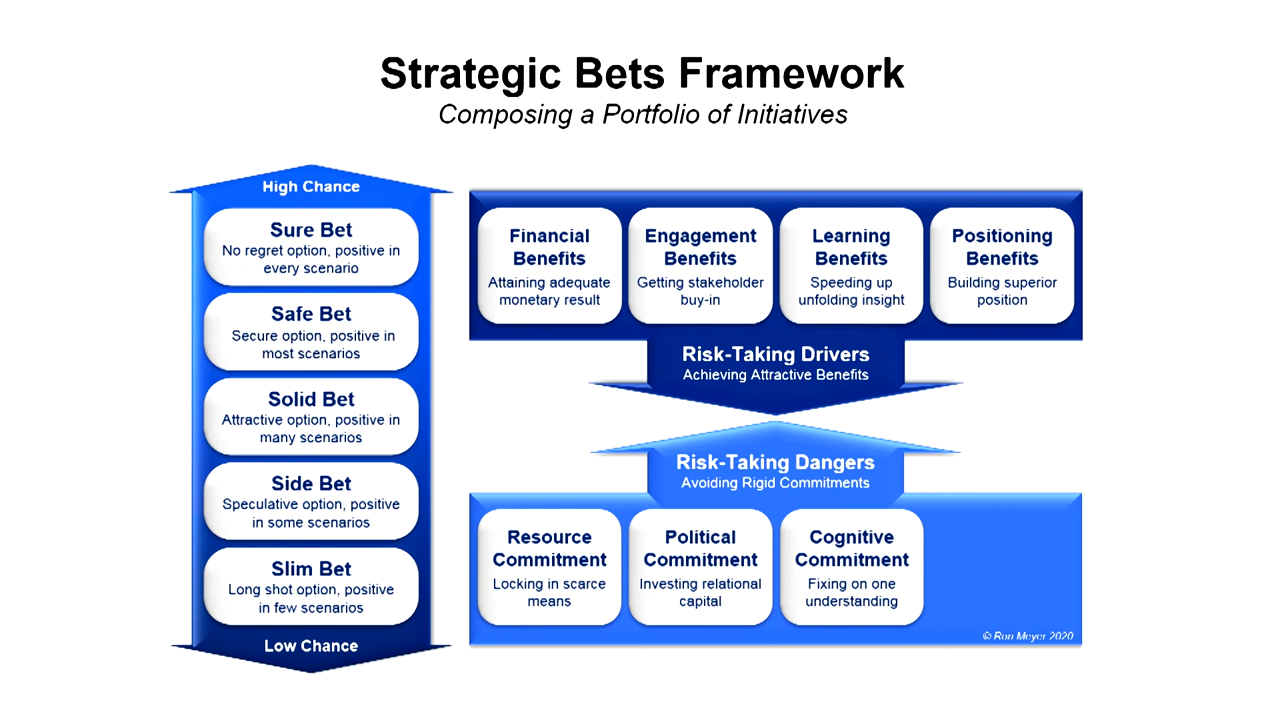 Strategic Bets Framework
Composing a Portfolio of Initiatives
High Chance
Sure Bet
No regret option, positive in
every scenario
Safe Bet
Secure option, positive in
most scenarios
Solid Bet
Attractive option, positive in
many scenarios
Side Bet
Speculative option, positive
in some scenarios
Slim Bet
Long shot option, positive
in few scenarios
Low Chance
Financial
Benefits
Attaining adequate
monetary result
Engagement
Benefits
Getting stakeholder
buy-in
Learning
Benefits
Speeding up
unfolding insight
Positioning
Benefits
Building superior
position
Risk-Taking Drivers
Achieving Attractive Benefits
Risk-Taking Dangers
Avoiding Rigid Commitments
Resource
Commitment
Locking in scarce
means
Political
Commitment
Investing relational
capital
Cognitive
Commitment
Fixing on one
understanding
© Ron Meyer 2020